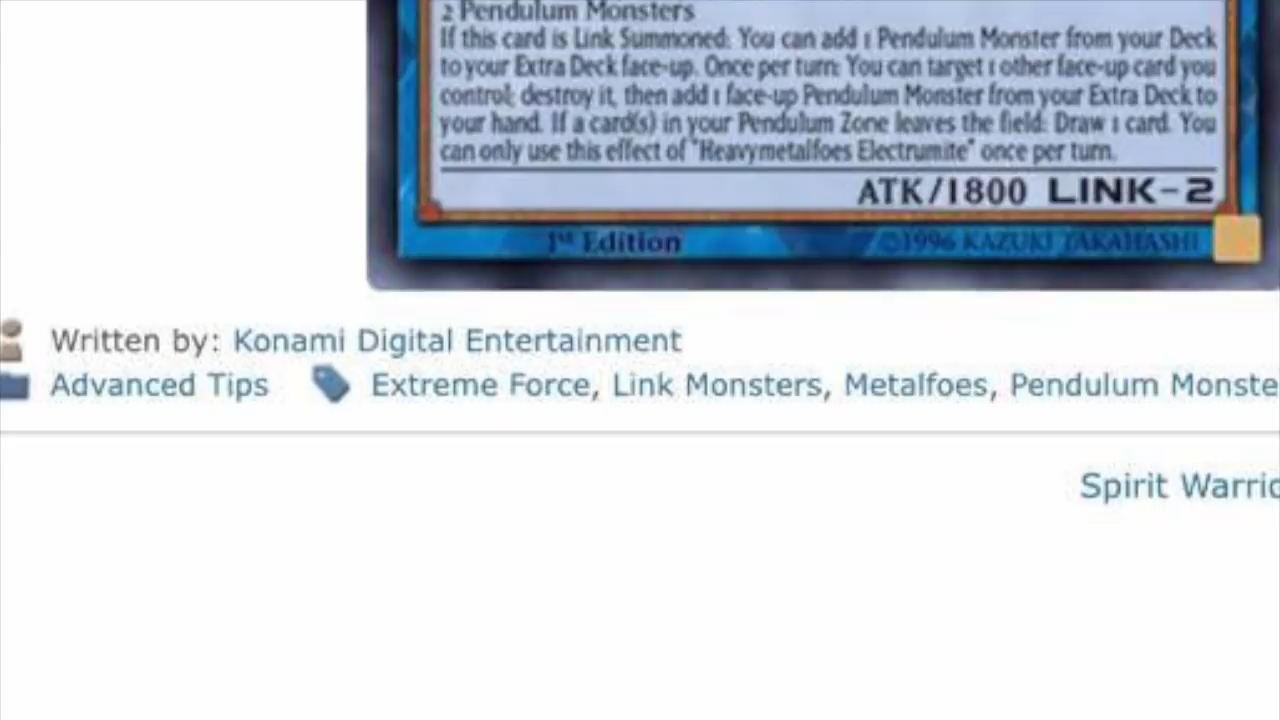 2 Pendulum Monsters
If this card is Link Summoned: You can add 1 Pendulum Monster from your Deck
to your Extra Deck face-up. Once per turn: You can target 1 other face-up card you
control; destroy it, then add 1 face-up Pendulum Monster from your Extra Deck to
your hand. If a card(s) in your Pendulum Zone leaves the field: Draw 1 card. You
can only use this effect of "Heavymetalfoes Electrumite" once per turn.
ATK/1800 LINK-2
1st Edition ©1996 KAZUKI TAKAHASHI
Written by: Konami Digital Entertainment
Advanced Tips Extreme Force, Link Monsters, Metalfoes, Pendulum Monste
Spirit Warrio